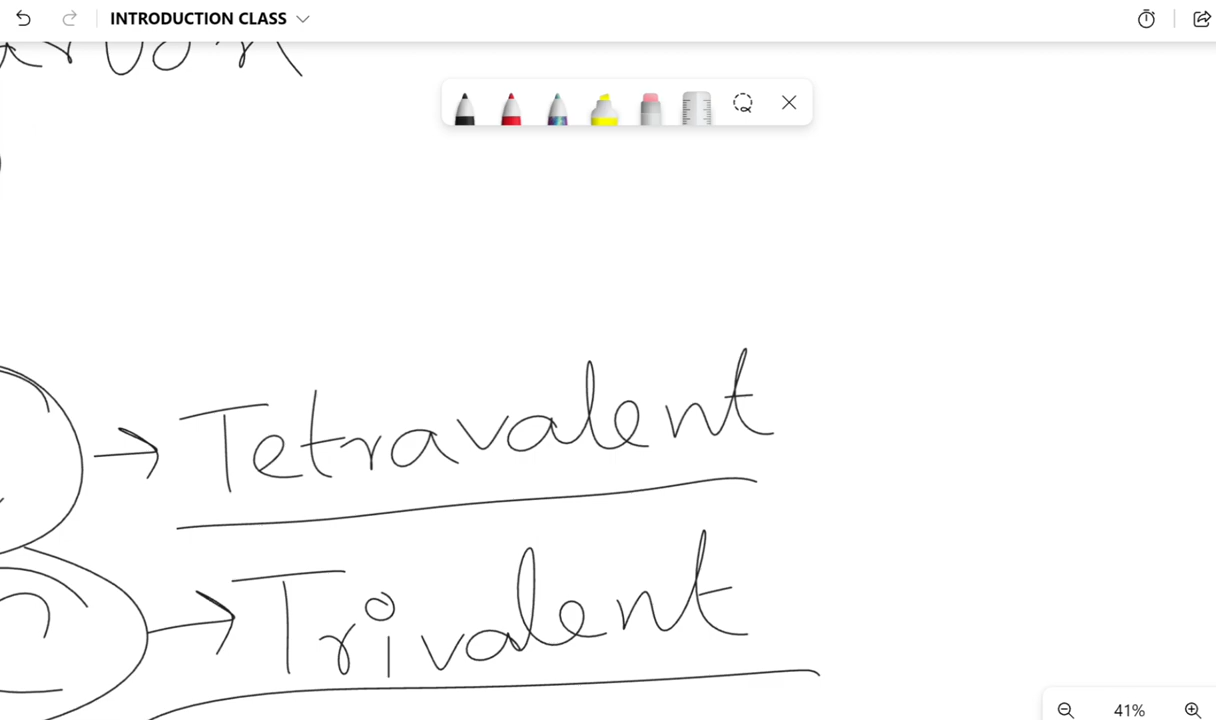 INTRODUCTION CLASS
→ Tetravalent
→ Trivalent
41%